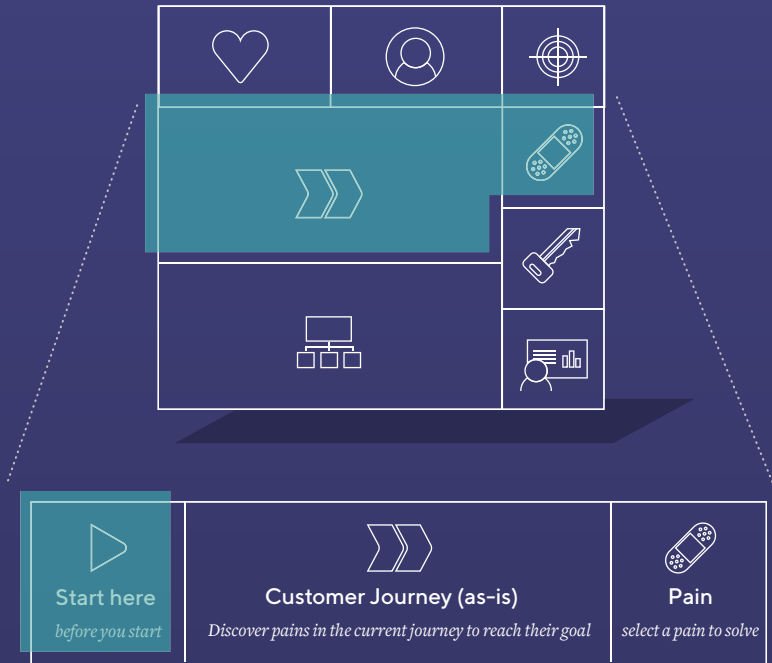 Start here
before you start
Customer Journey (as-is)
Discover pains in the current journey to reach their goal
Pain
select a pain to solve